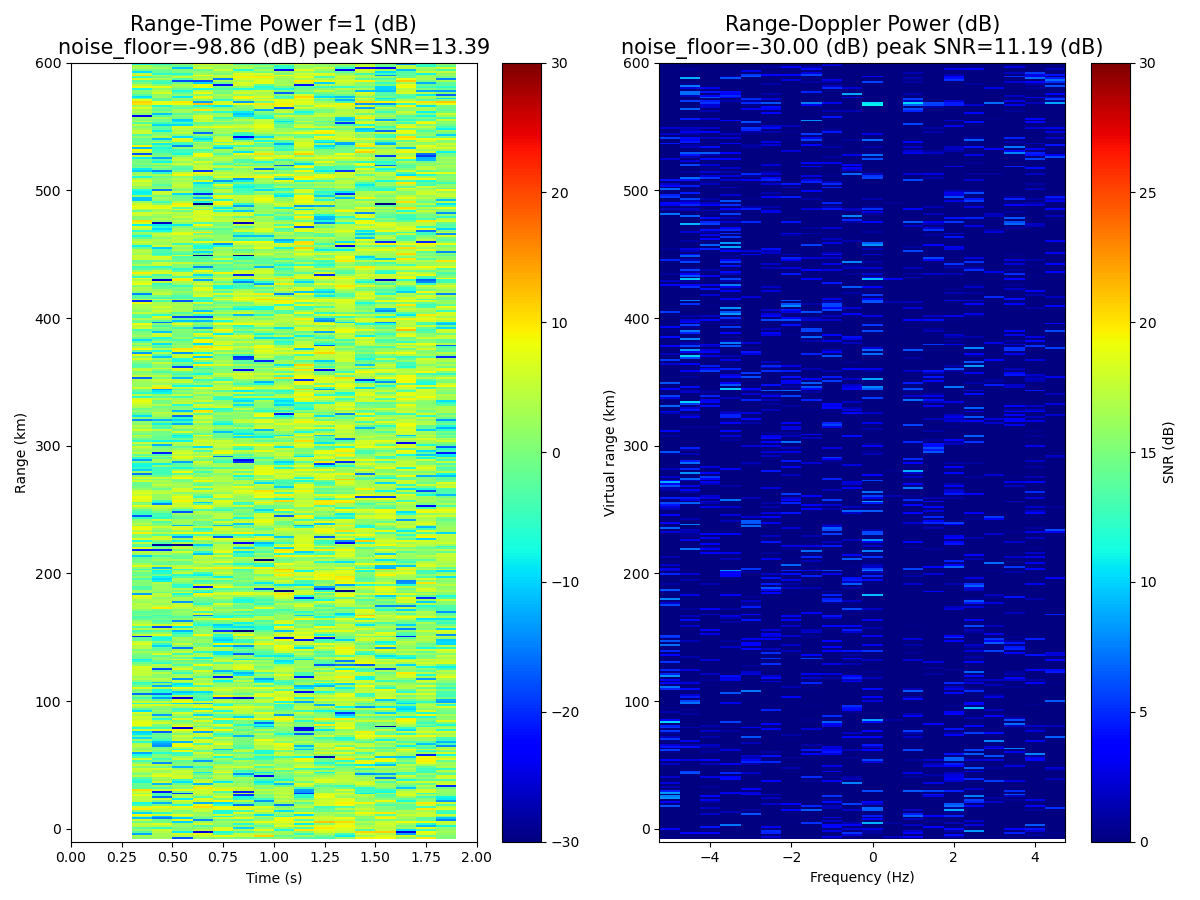 Range-Time Power f=1 (dB)
noise_floor=-98.86 (dB) peak SNR=13.39
600
500
400
300
200
100
0
Range (km)
0.00 0.25 0.50 0.75 1.00 1.25 1.50 1.75 2.00
Time (s)
30
20
10
0
−10
−20
−30
Range-Doppler Power (dB)
noise_floor=-30.00 (dB) peak SNR=11.19 (dB)
600
500
400
300
200
100
0
Virtual range (km)
−4 −2 0 2 4
Frequency (Hz)
30
25
20
15
10
5
0
SNR (dB)